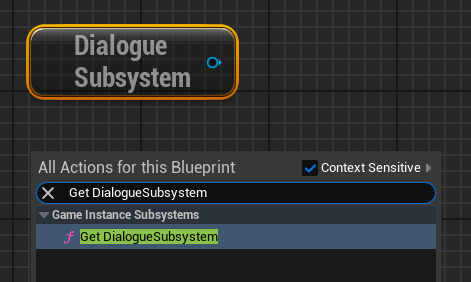 Dialogue
Subsystem
All Actions for this Blueprint Context Sensitive
Get DialogueSubsystem
Game Instance Subsystems
Get DialogueSubsystem